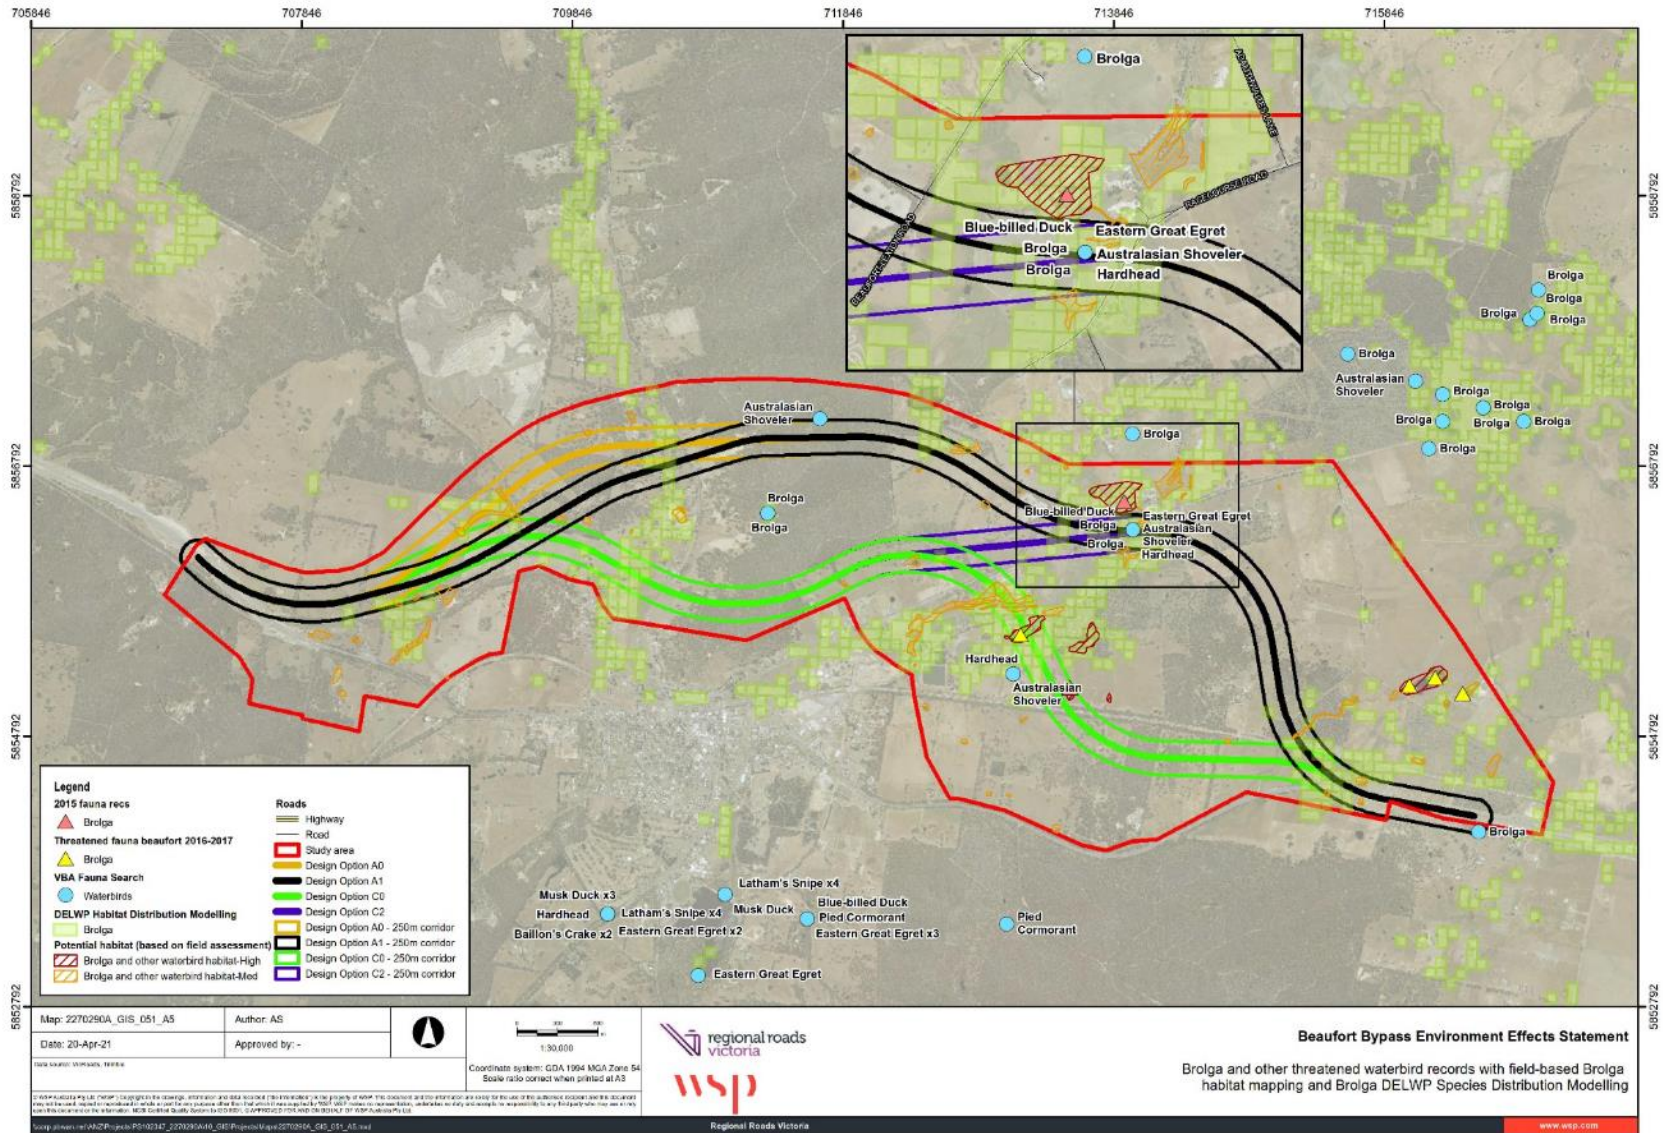 705846
707846
709846
711846
713846
715846
5858792
5856792
5854792
5852792
5858792
5856792
5854792
5852792
Brolga
RACECOURSE ROAD
Blue-billed Duck
Eastern Great Egret
Brolga
Australasian Shoveler
Brolga
Hardhead
Brolga
Brolga
Brolga
Brolga
Brolga
Australasian
Shoveler
Brolga
Brolga
Brolga
Brolga
Brolga
Brolga
Australasian
Shoveler
Brolga
Brolga
Brolga
Blue-billed Duck
Eastern Great Egret
Brolga
Australasian
Shoveler
Brolga
Hardhead
Hardhead
Australasian
Shoveler
Brolga
Latham's Snipe x4
Musk Duck x3
Hardhead
Latham's Snipe x4
Musk Duck
Blue-billed Duck
Pied Cormorant
Baillon's Crake x2
Eastern Great Egret x2
Eastern Great Egret x3
Pied
Cormorant
Eastern Great Egret
Legend
2015 fauna recs
Brolga
Threatened fauna beaufort 2016-2017
Brolga
VBA Fauna Search
Waterbirds
DELWP Habitat Distribution Modelling
Brolga
Potential habitat (based on field assessment)
Brolga and other waterbird habitat-High
Brolga and other waterbird habitat-Med
Roads
Highway
Road
Study area
Design Option A0
Design Option A1
Design Option C0
Design Option C2
Design Option A0 - 250m corridor
Design Option A1 - 250m corridor
Design Option C0 - 250m corridor
Design Option C2 - 250m corridor
Map: 2270290A_GIS_051_A5
Author: AS
Date: 20-Apr-21
Approved by: -
1:30,000
Coordinate system: GDA 1994 MGA Zone 54
Scale ratio correct when printed at A3
regional roads
victoria
wsp
Beaufort Bypass Environment Effects Statement
Brolga and other threatened waterbird records with field-based Brolga
habitat mapping and Brolga DELWP Species Distribution Modelling
Regional Roads Victoria
www.wsp.com